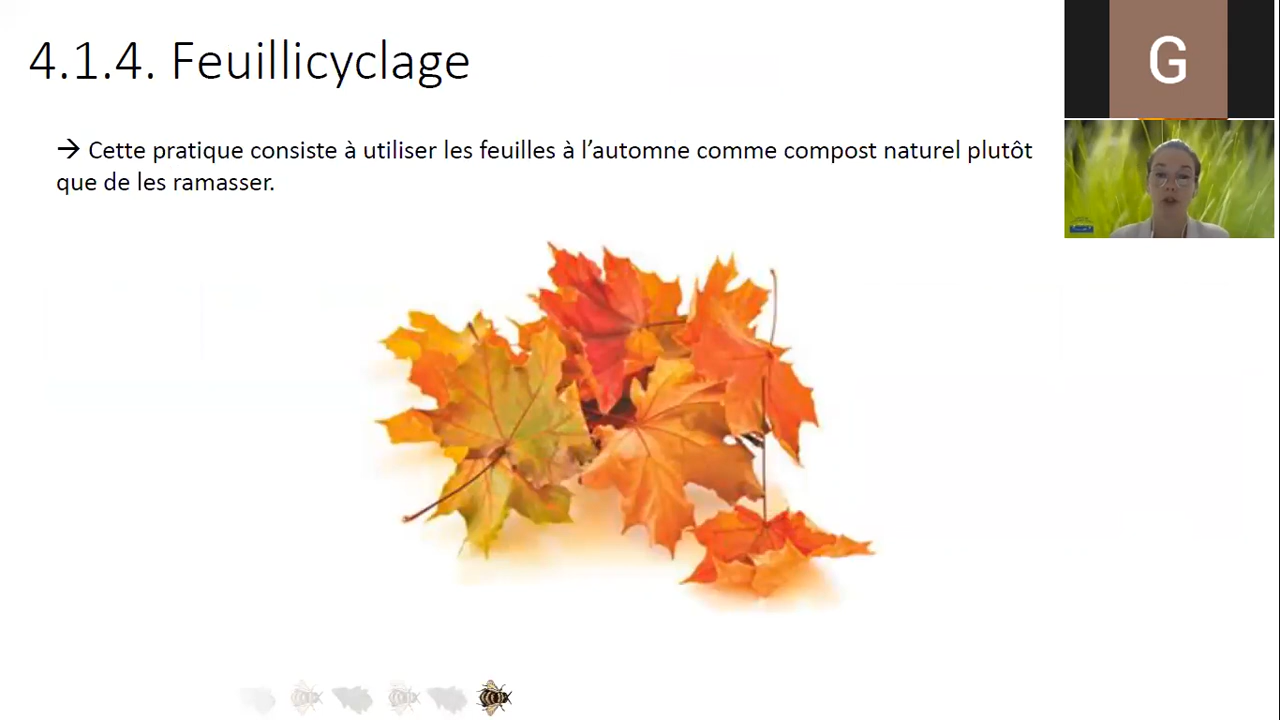 4.1.4. Feuillicyclage
→ Cette pratique consiste à utiliser les feuilles à l’automne comme compost naturel plutôt
que de les ramasser.
G